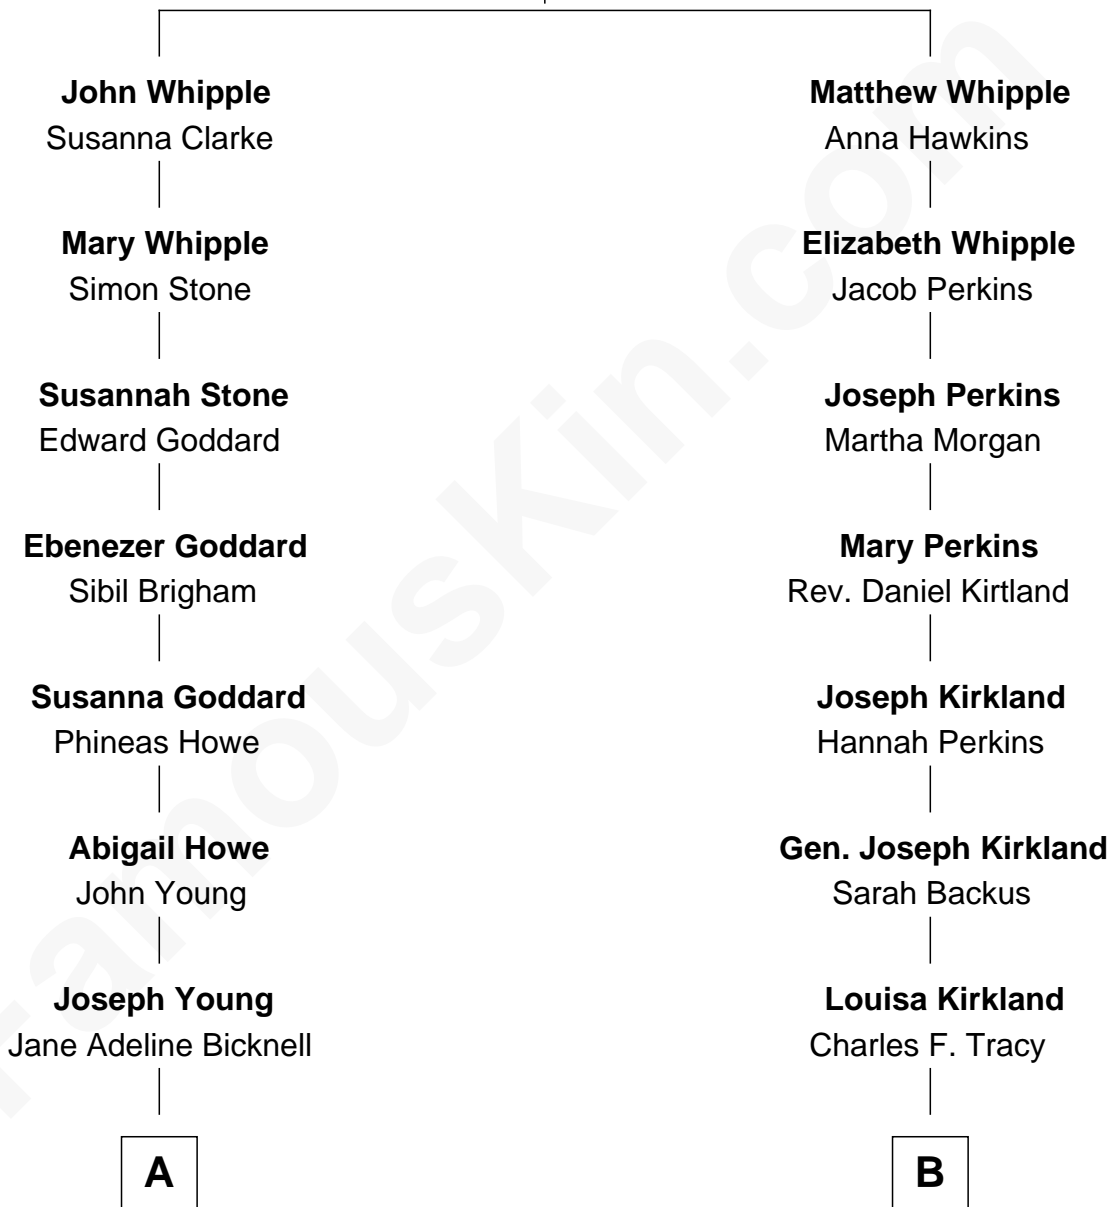 John Whipple
Susanna Clarke
Matthew Whipple
Anna Hawkins
Mary Whipple
Simon Stone
Elizabeth Whipple
Jacob Perkins
Susannah Stone
Edward Goddard
Joseph Perkins
Martha Morgan
Ebenezer Goddard
Sibil Brigham
Mary Perkins
Rev. Daniel Kirtland
Susanna Goddard
Phineas Howe
Joseph Kirkland
Hannah Perkins
Abigail Howe
John Young
Gen. Joseph Kirkland
Sarah Backus
Joseph Young
Jane Adeline Bicknell
Louisa Kirkland
Charles F. Tracy
A
B
FamousKin.com